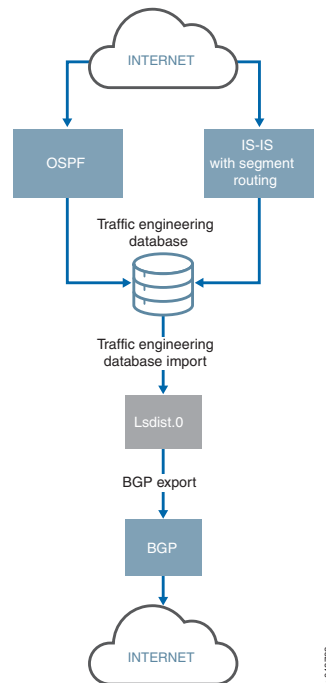 INTERNET
OSPF
IS-IS
with segment
routing
Traffic engineering
database
Traffic engineering
database import
Lsdist.0
BGP export
BGP
INTERNET